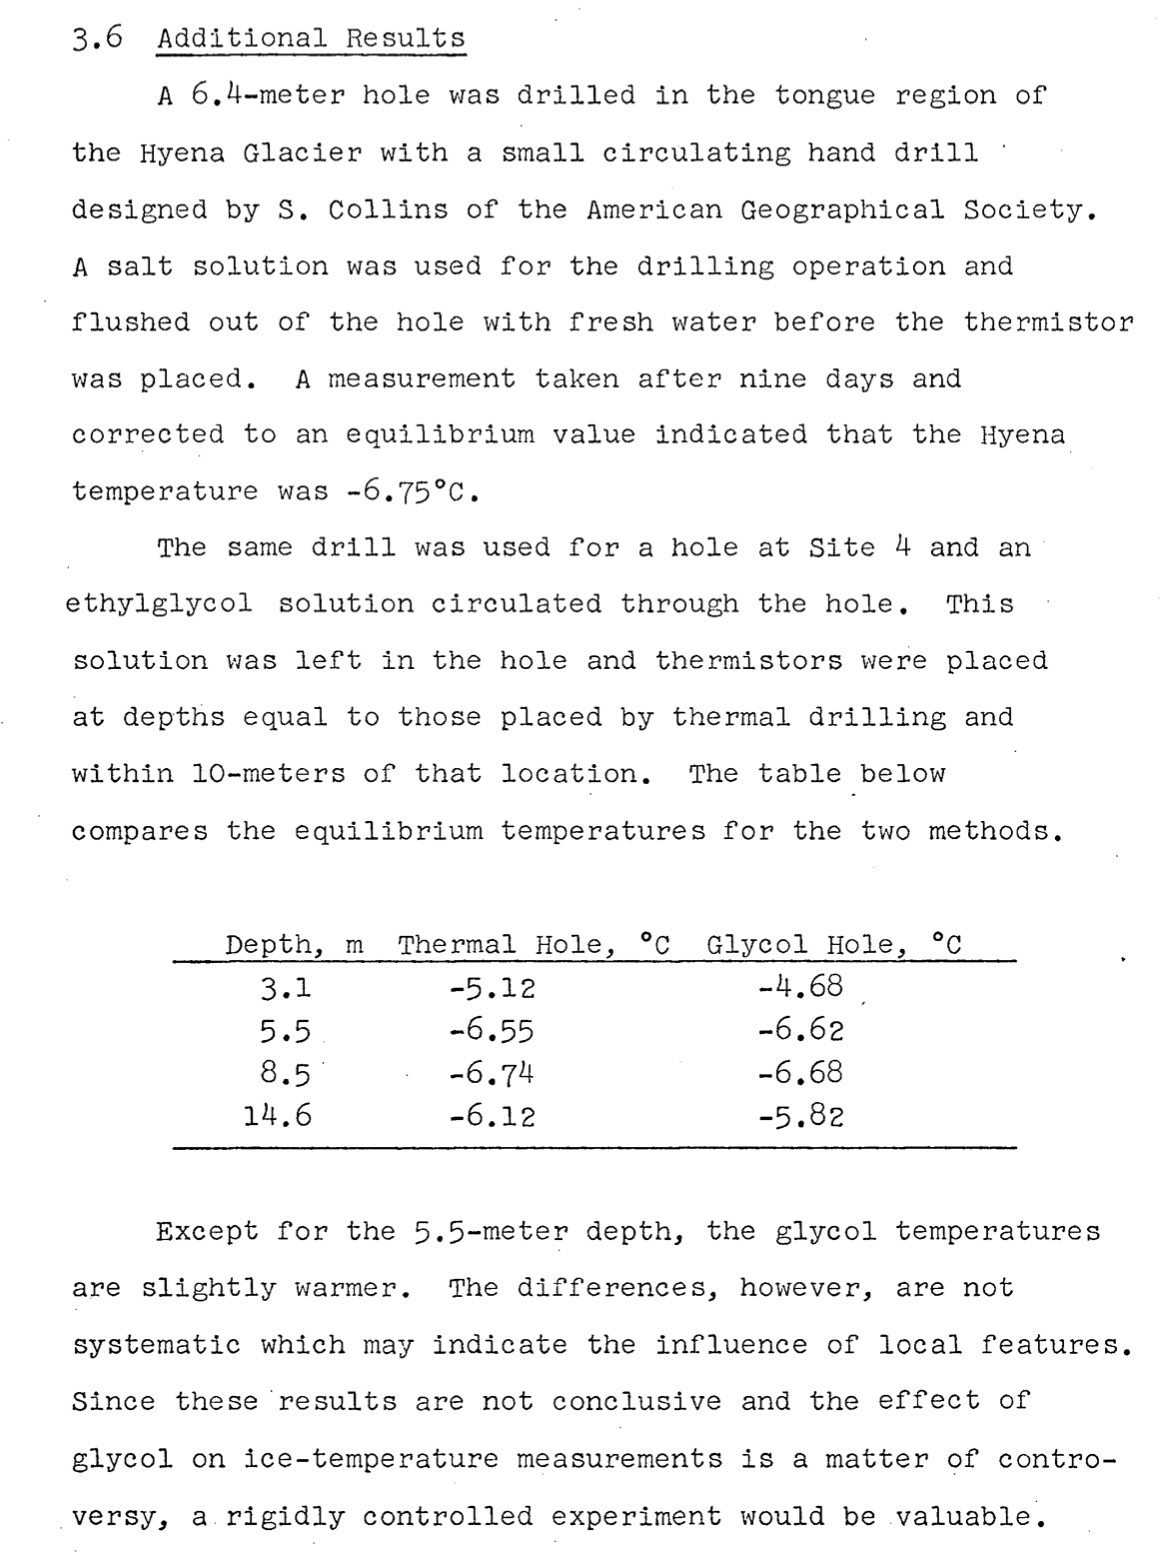 3.6 Additional Results
A 6.4-meter hole was drilled in the tongue region of
the Hyena Glacier with a small circulating hand drill
designed by S. Collins of the American Geographical Society.
A salt solution was used for the drilling operation and
flushed out of the hole with fresh water before the thermistor
was placed. A measurement taken after nine days and
corrected to an equilibrium value indicated that the Hyena
temperature was -6.75°C.
The same drill was used for a hole at Site 4 and an
ethylglycol solution circulated through the hole. This
solution was left in the hole and thermistors were placed
at depths equal to those placed by thermal drilling and
within 10-meters of that location. The table below
compares the equilibrium temperatures for the two methods.
Depth, m Thermal Hole, °C Glycol Hole, °C
3.1 -5.12 -4.68
5.5 -6.55 -6.62
8.5 -6.74 -6.68
14.6 -6.12 -5.82
Except for the 5.5-meter depth, the glycol temperatures
are slightly warmer. The differences, however, are not
systematic which may indicate the influence of local features.
Since these results are not conclusive and the effect of
glycol on ice-temperature measurements is a matter of contro-
versy, a rigidly controlled experiment would be valuable.